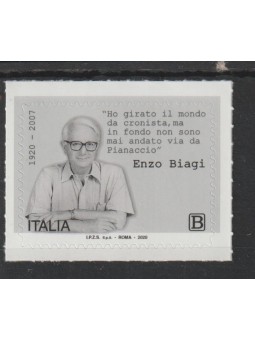 1920 - 2007
"Ho girato il mondo
da cronista, ma
in fondo non sono
mai andato via da
Pianaccio"
Enzo Biagi
ITALIA
B
I.P.Z.S. S.p.A. - ROMA - 2020